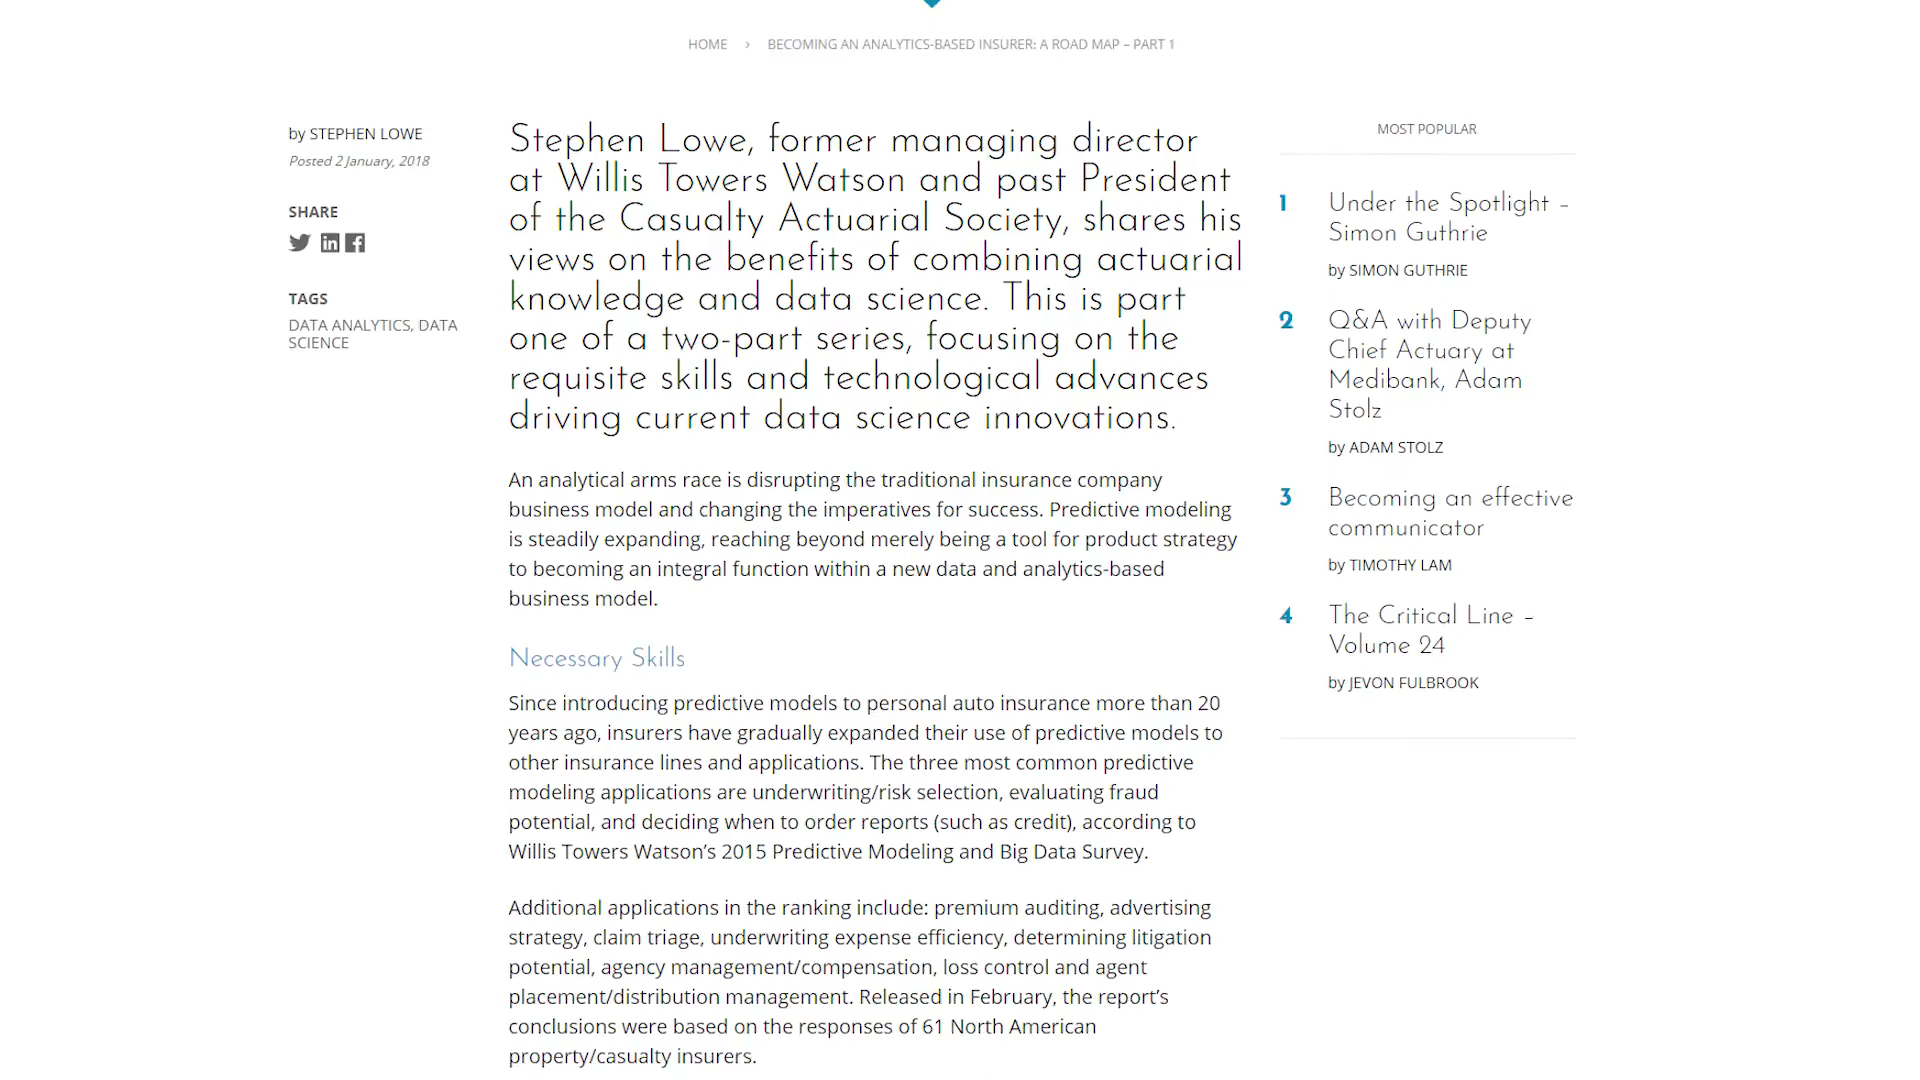 HOME › BECOMING AN ANALYTICS-BASED INSURER: A ROAD MAP – PART 1
by STEPHEN LOWE
Posted 2 January, 2018
SHARE
TAGS
DATA ANALYTICS, DATA
SCIENCE
Stephen Lowe, former managing director
at Willis Towers Watson and past President
of the Casualty Actuarial Society, shares his
views on the benefits of combining actuarial
knowledge and data science. This is part
one of a two-part series, focusing on the
requisite skills and technological advances
driving current data science innovations.
An analytical arms race is disrupting the traditional insurance company
business model and changing the imperatives for success. Predictive modeling
is steadily expanding, reaching beyond merely being a tool for product strategy
to becoming an integral function within a new data and analytics-based
business model.
Necessary Skills
Since introducing predictive models to personal auto insurance more than 20
years ago, insurers have gradually expanded their use of predictive models to
other insurance lines and applications. The three most common predictive
modeling applications are underwriting/risk selection, evaluating fraud
potential, and deciding when to order reports (such as credit), according to
Willis Towers Watson’s 2015 Predictive Modeling and Big Data Survey.
Additional applications in the ranking include: premium auditing, advertising
strategy, claim triage, underwriting expense efficiency, determining litigation
potential, agency management/compensation, loss control and agent
placement/distribution management. Released in February, the report’s
conclusions were based on the responses of 61 North American
property/casualty insurers.
MOST POPULAR
1 Under the Spotlight –
Simon Guthrie
by SIMON GUTHRIE
2 Q&A with Deputy
Chief Actuary at
Medibank, Adam
Stolz
by ADAM STOLZ
3 Becoming an effective
communicator
by TIMOTHY LAM
4 The Critical Line –
Volume 24
by JEVON FULBROOK